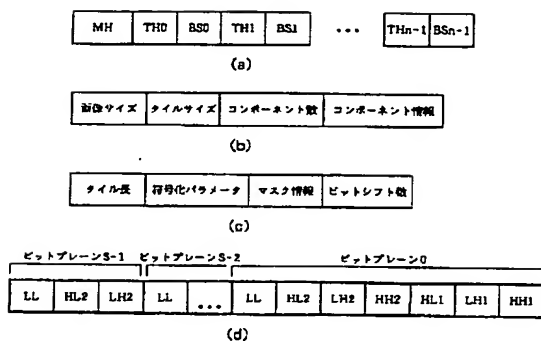 MH TH0 BS0 TH1 BS1 ... THn-1 BSn-1
(a)
画像サイズ タイルサイズ コンポーネント数 コンポーネント情報
(b)
タイル長 符号化パラメータ マスク情報 ビットシフト数
(c)
ビットプレーンS-1 ビットプレーンS-2 ビットプレーン0
LL HL2 LH2 LL ... LL HL2 LH2 HH2 HL1 LH1 HH1
(d)